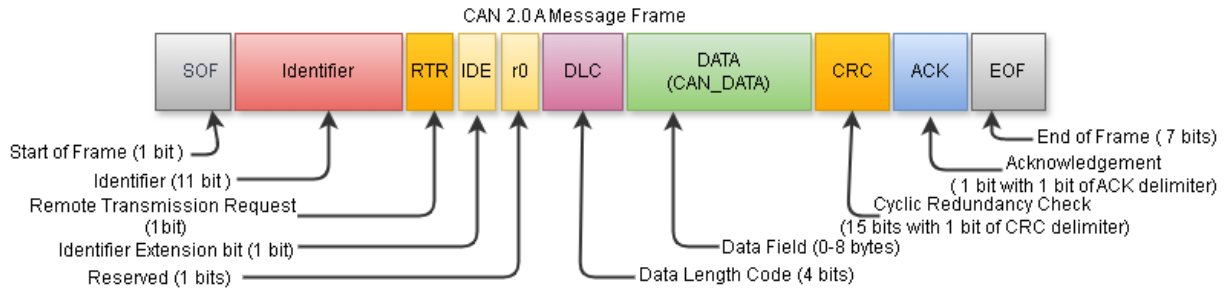 CAN 2.0 A Message Frame
SOF
Identifier
RTR
IDE
r0
DLC
DATA
(CAN_DATA)
CRC
ACK
EOF
Start of Frame (1 bit )
Identifier (11 bit )
Remote Transmission Request
(1bit)
Identifier Extension bit (1 bit)
Reserved (1 bits)
End of Frame ( 7 bits)
Acknowledgement
( 1 bit with 1 bit of ACK delimiter)
Cyclic Redundancy Check
(15 bits with 1 bit of CRC delimiter)
Data Field (0-8 bytes)
Data Length Code (4 bits)